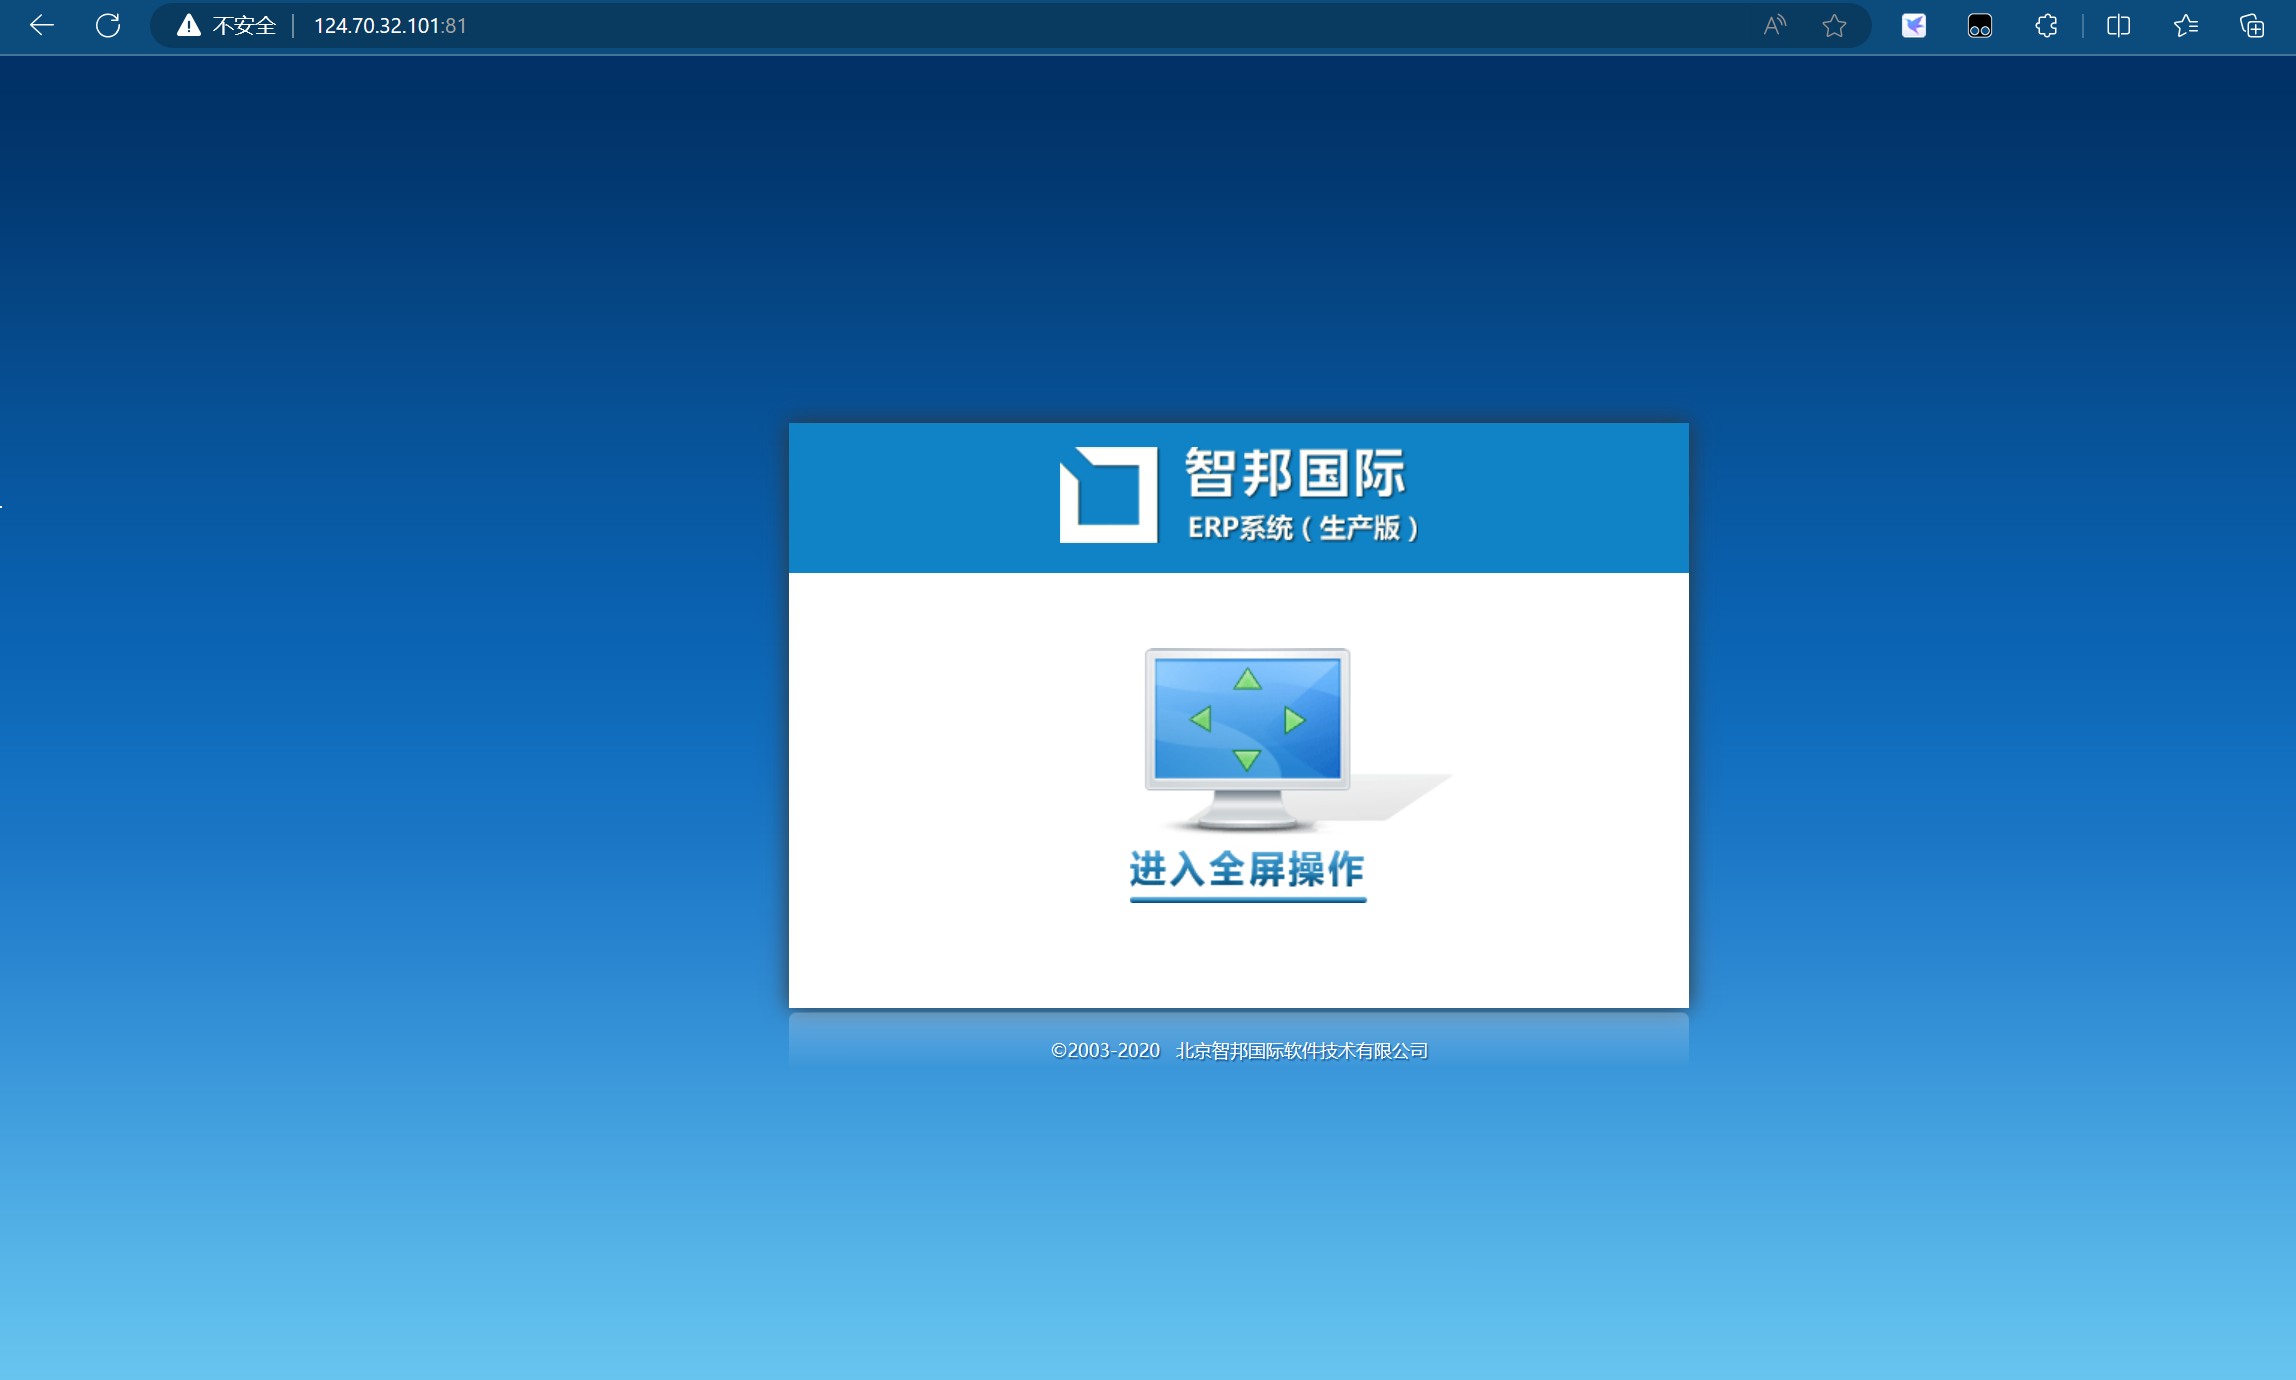 不安全 124.70.32.101:81
智邦国际
ERP系统（生产版）
进入全屏操作
©2003-2020 北京智邦国际软件技术有限公司